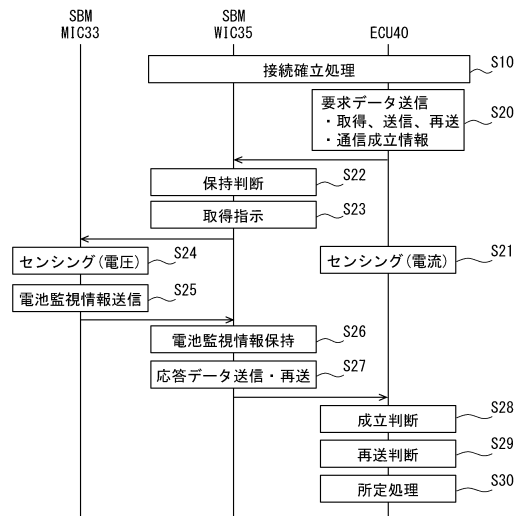 SBM
MIC33
SBM
WIC35
ECU40
接続確立処理
S10
要求データ送信
・取得、送信、再送
・通信成立情報
S20
保持判断
S22
取得指示
S23
センシング(電圧)
S24
センシング(電流)
S21
電池監視情報送信
S25
電池監視情報保持
S26
応答データ送信・再送
S27
成立判断
S28
再送判断
S29
所定処理
S30